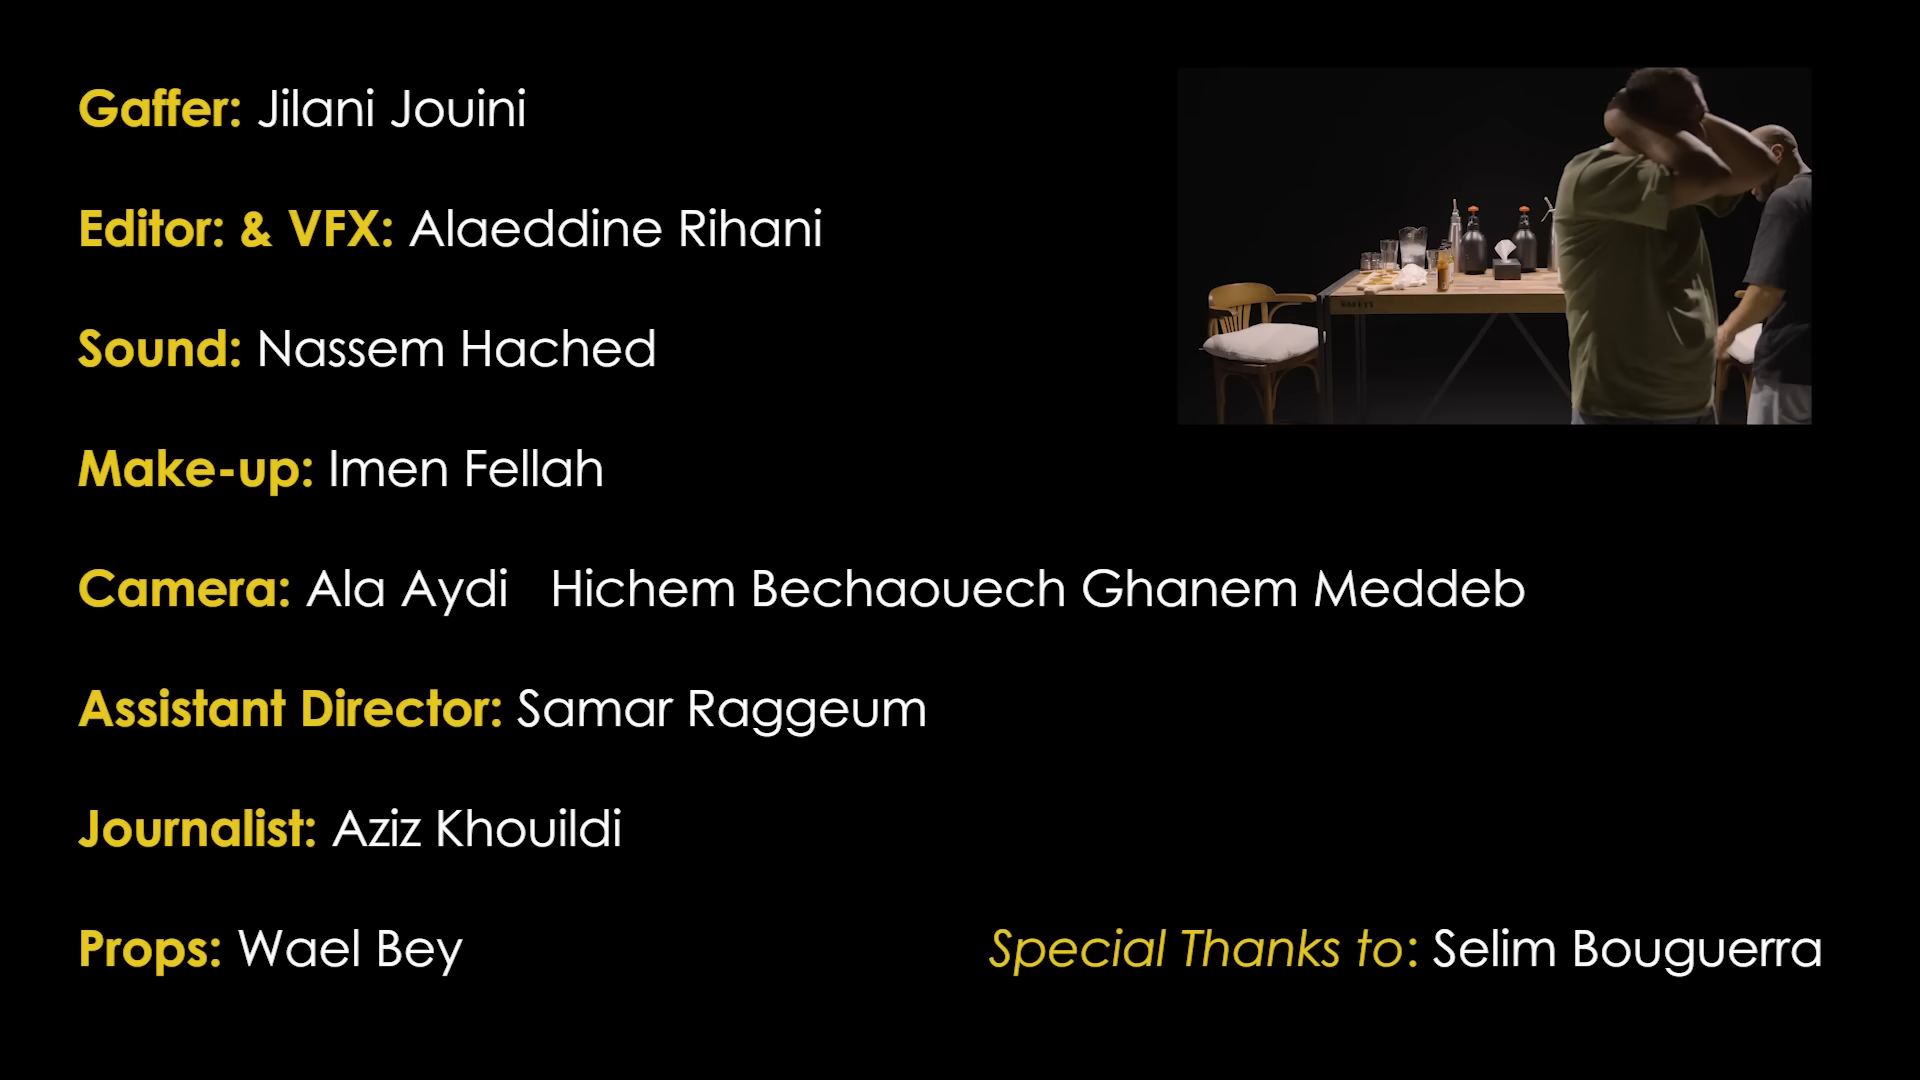 Gaffer: Jilani Jouini
Editor: & VFX: Alaeddine Rihani
Sound: Nassem Hached
Make-up: Imen Fellah
Camera: Ala Aydi   Hichem Bechaouech Ghanem Meddeb
Assistant Director: Samar Raggeum
Journalist: Aziz Khouildi
Props: Wael Bey
Special Thanks to: Selim Bouguerra